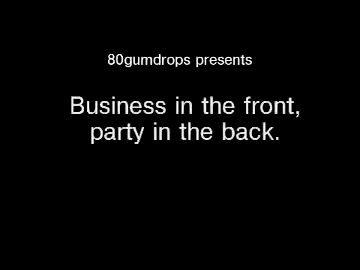 80gumdrops presents
Business in the front,
party in the back.